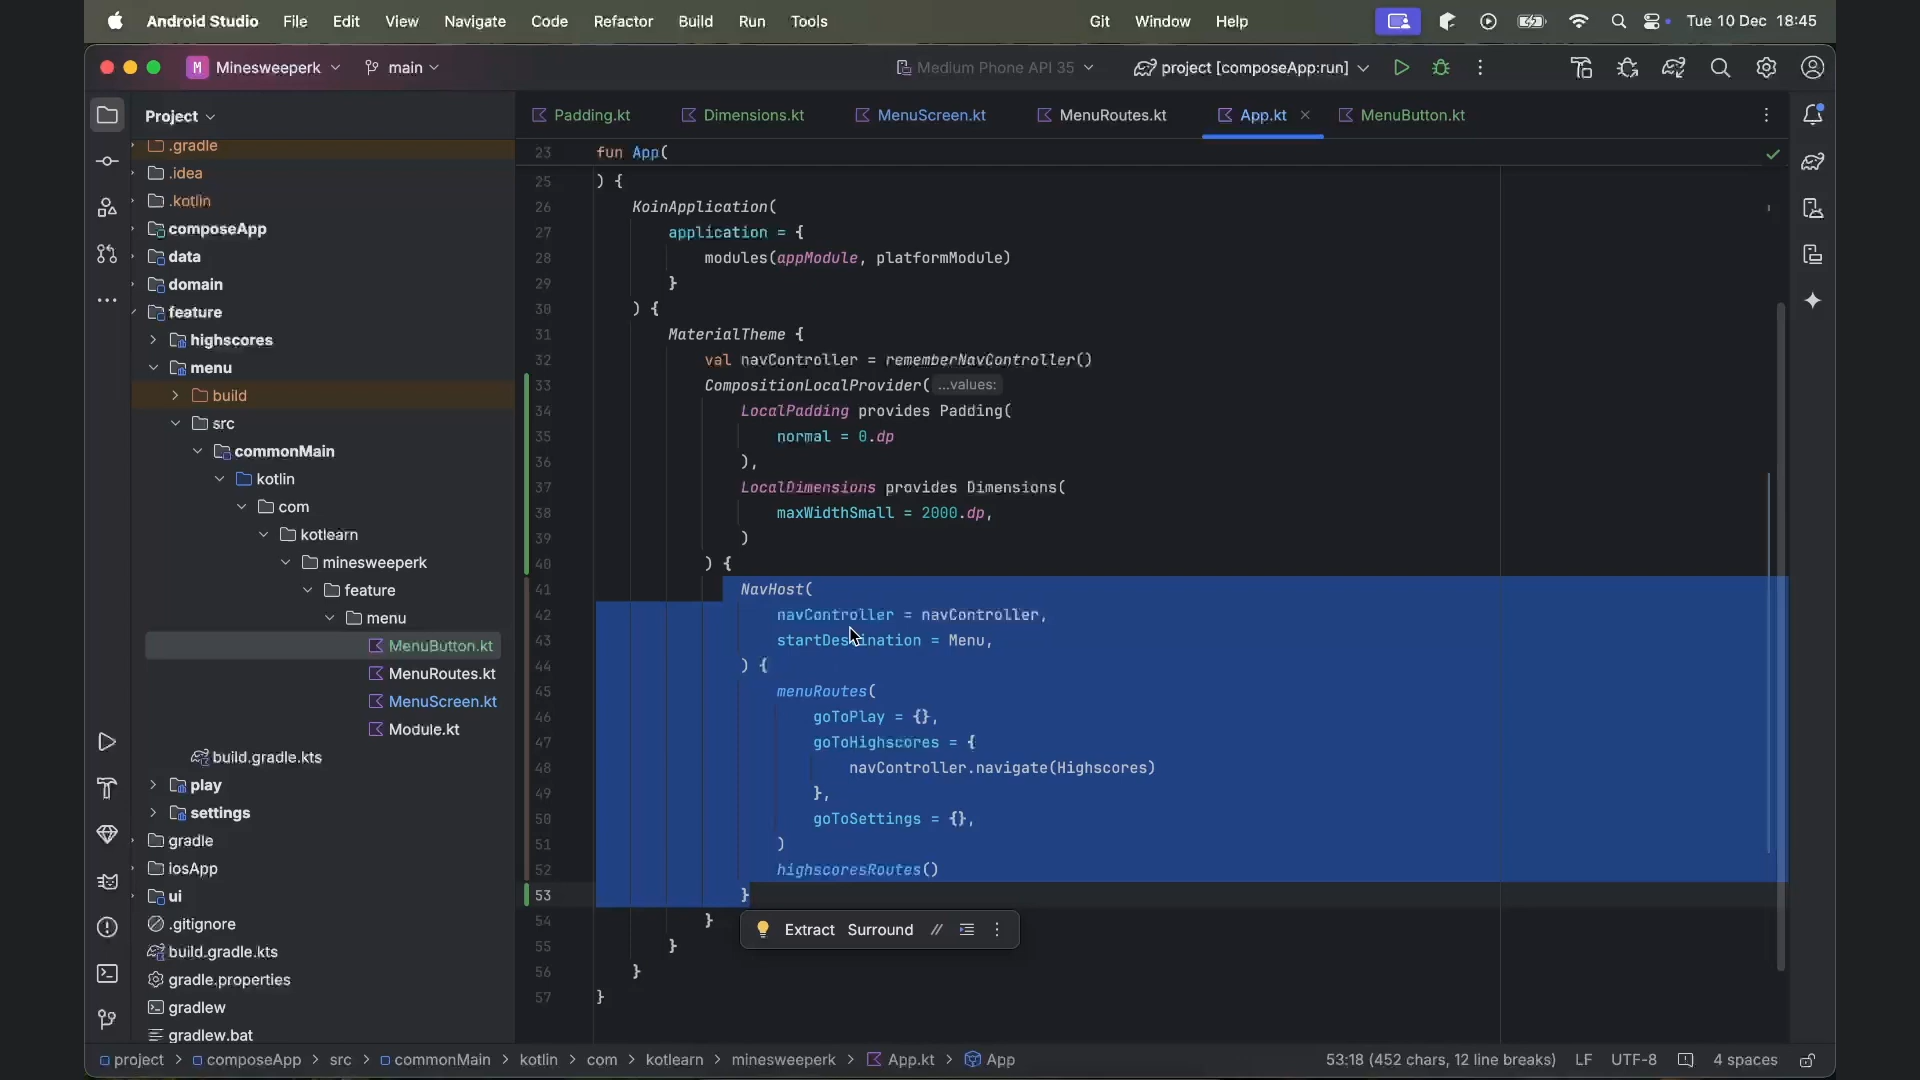 Android Studio File Edit View Navigate Code Refactor Build Run Tools Git Window Help Tue 10 Dec 18:45
M Minesweeperk main Medium Phone API 35 project [composeApp:run]
Project
.gradle
.idea
.kotlin
composeApp
data
domain
feature
highscores
menu
build
src
commonMain
kotlin
com
kotlearn
minesweeperk
feature
menu
MenuButton.kt
MenuRoutes.kt
MenuScreen.kt
Module.kt
build.gradle.kts
play
settings
gradle
iosApp
ui
.gitignore
build.gradle.kts
gradle.properties
gradlew
gradlew.bat
Padding.kt Dimensions.kt MenuScreen.kt MenuRoutes.kt App.kt MenuButton.kt
23 fun App(
25 ) {
26 KoinApplication(
27 application = {
28 modules(appModule, platformModule)
29 }
30 ) {
31 MaterialTheme {
32 val navController = rememberNavController()
33 CompositionLocalProvider( ...values:
34 LocalPadding provides Padding(
35 normal = 0.dp
36 ),
37 LocalDimensions provides Dimensions(
38 maxWidthSmall = 2000.dp,
39 )
40 ) {
41 NavHost(
42 navController = navController,
43 startDestination = Menu,
44 ) {
45 menuRoutes(
46 goToPlay = {},
47 goToHighscores = {
48 navController.navigate(Highscores)
49 },
50 goToSettings = {},
51 )
52 highscoresRoutes()
53 }
54 }
Extract Surround //
55 }
56 }
57 }
project > composeApp > src > commonMain > kotlin > com > kotlearn > minesweeperk > App.kt > App 53:18 (452 chars, 12 line breaks) LF UTF-8 4 spaces